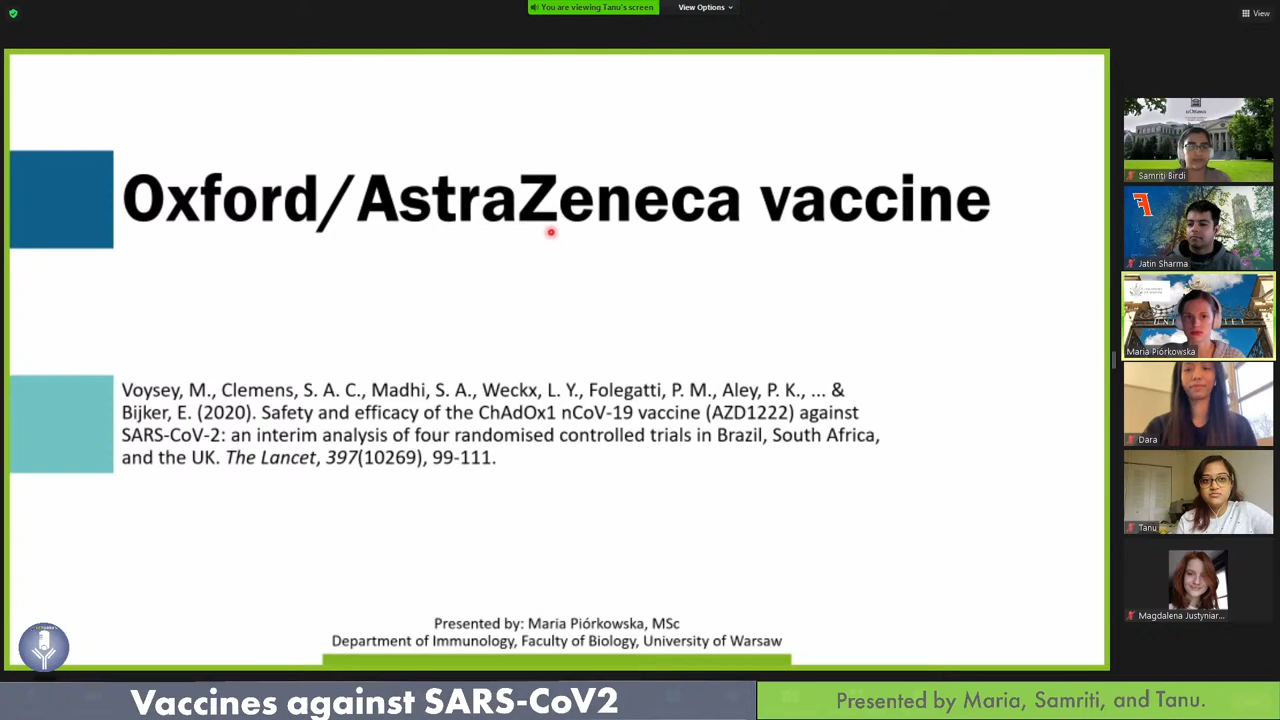 You are viewing Tanu's screen
View Options
View
Oxford/AstraZeneca vaccine
Voysey, M., Clemens, S. A. C., Madhi, S. A., Weckx, L. Y., Folegatti, P. M., Aley, P. K., ... &
Bijker, E. (2020). Safety and efficacy of the ChAdOx1 nCoV-19 vaccine (AZD1222) against
SARS-CoV-2: an interim analysis of four randomised controlled trials in Brazil, South Africa,
and the UK. The Lancet, 397(10269), 99-111.
Presented by: Maria Piórkowska, MSc
Department of Immunology, Faculty of Biology, University of Warsaw
uOttawa
Samriti Birdi
Jatin Sharma
Maria Piórkowska
Dara
Tanu
Magdalena Justyniar...
Vaccines against SARS-CoV2
Presented by Maria, Samriti, and Tanu.